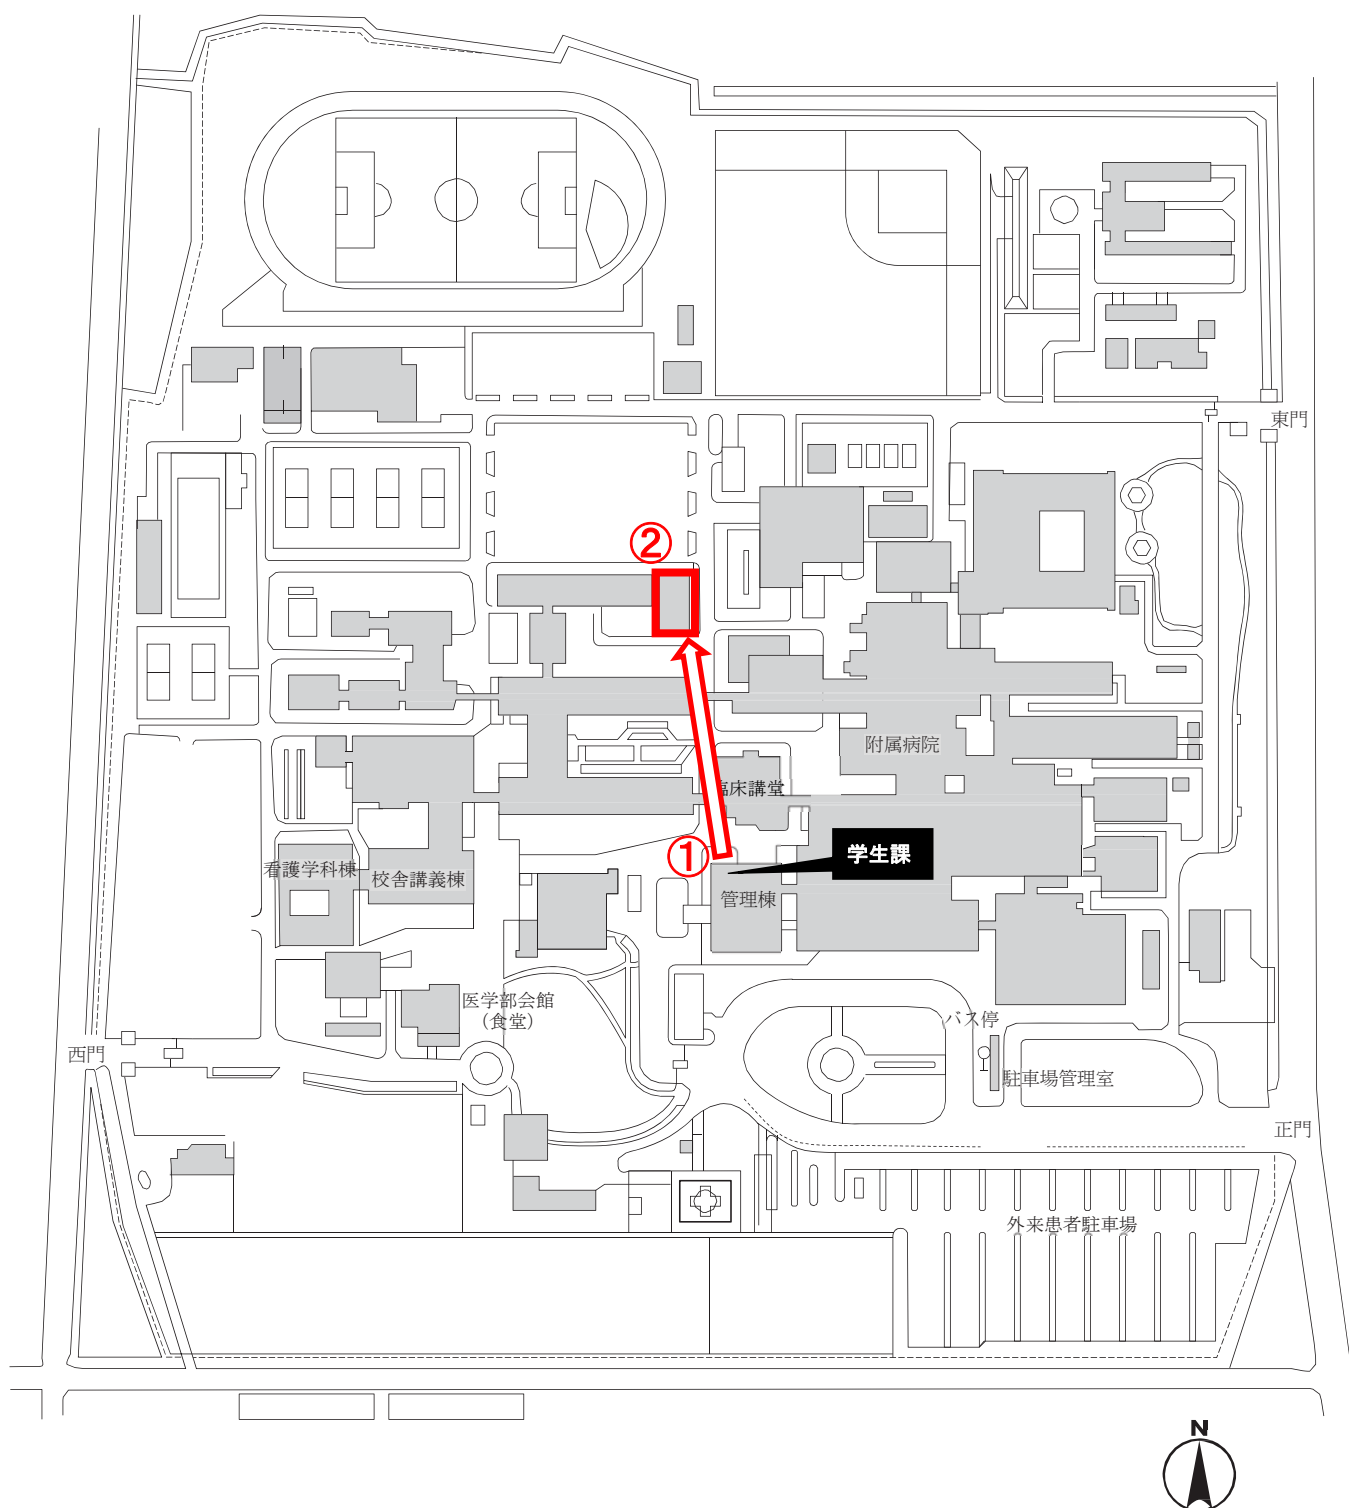 東門
②
附属病院
臨床講堂
①
学生課
看護学科棟
校舎講義棟
管理棟
医学部会館
（食堂）
バス停
西門
駐車場管理室
正門
外来患者駐車場
N